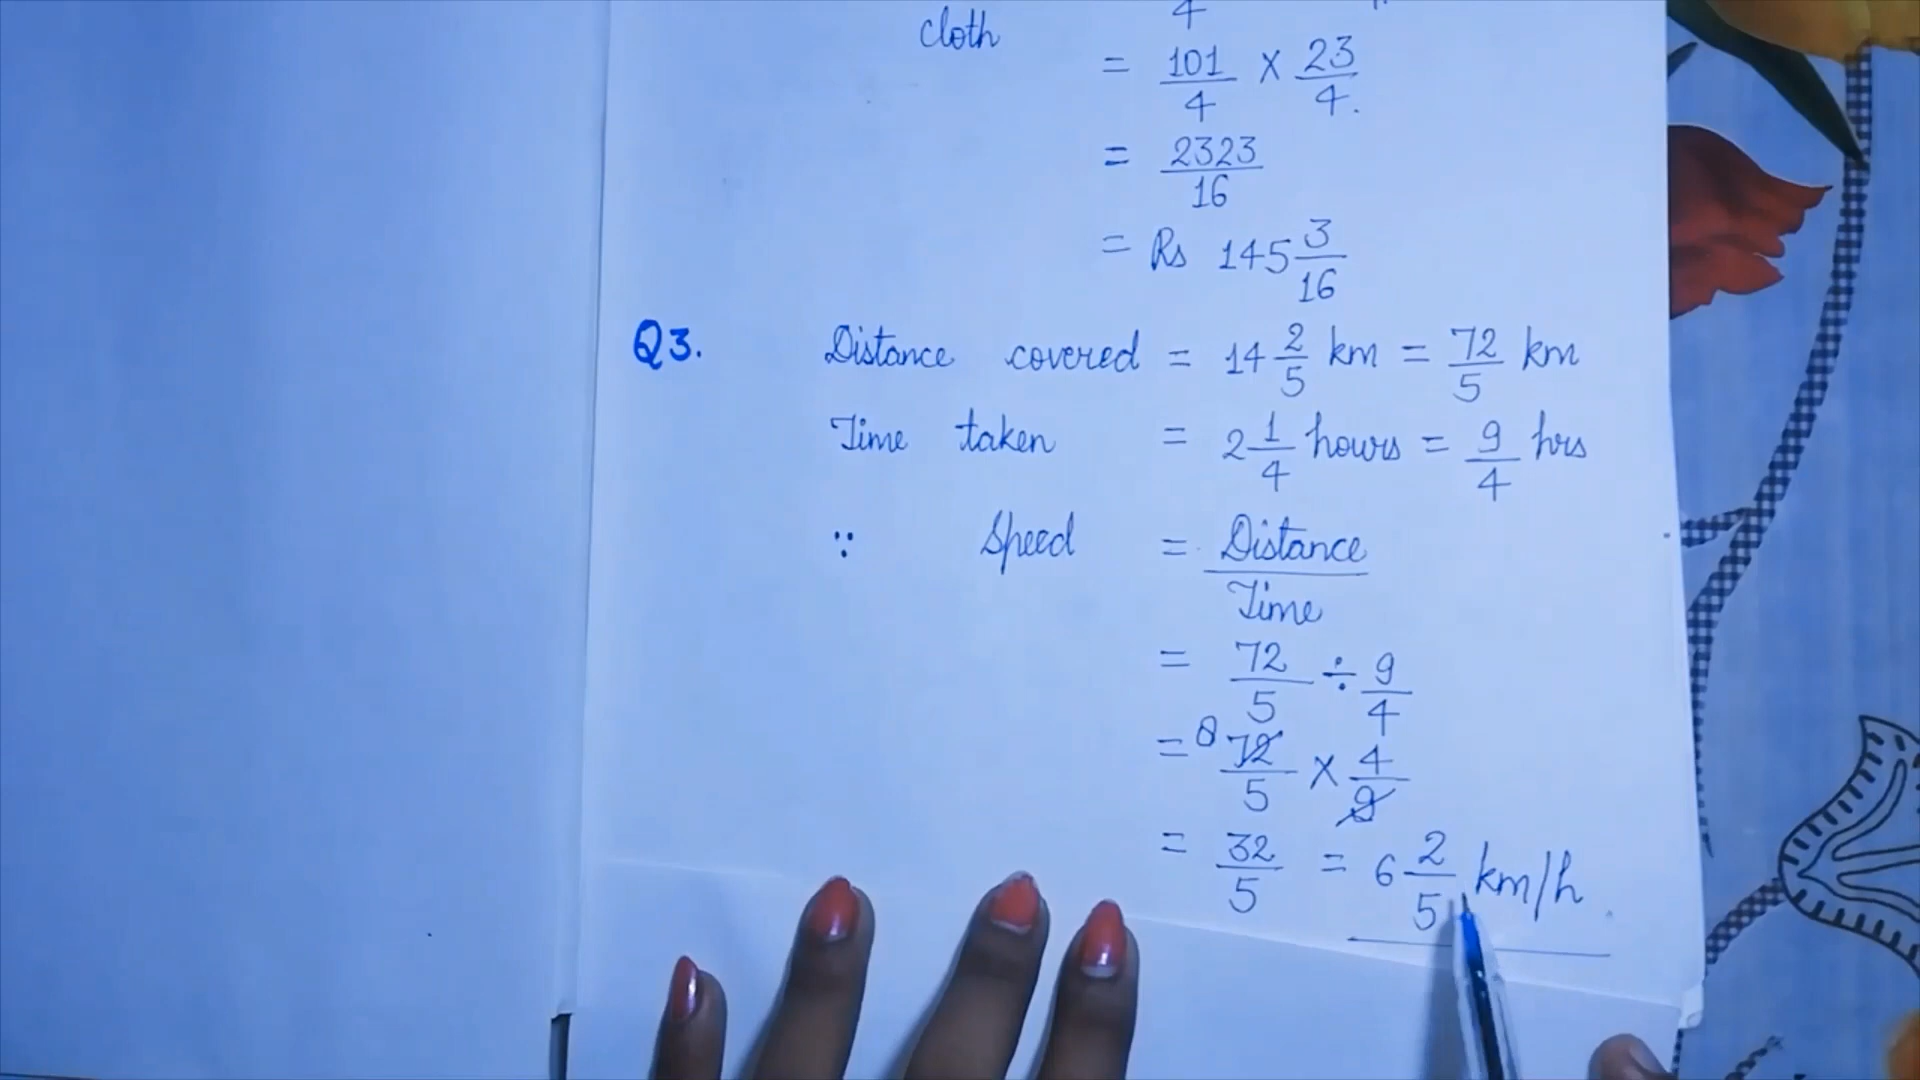 cloth 4
= 101/4 × 23/4.
= 2323/16
= Rs 145 3/16
Q3. Distance covered = 14 2/5 km = 72/5 km
Time taken = 2 1/4 hours = 9/4 hrs
∵ Speed = Distance/Time
= 72/5 ÷ 9/4
= 8 72/5 × 4/9
= 32/5 = 6 2/5 km/h